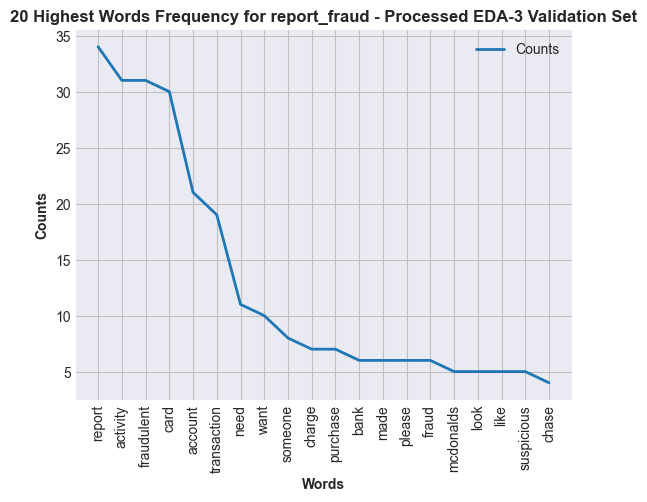 20 Highest Words Frequency for report_fraud - Processed EDA-3 Validation Set
Counts
35
30
25
20
15
10
5
Counts
report
activity
fraudulent
card
account
transaction
need
want
someone
charge
purchase
bank
made
please
fraud
mcdonalds
look
like
suspicious
chase
Words